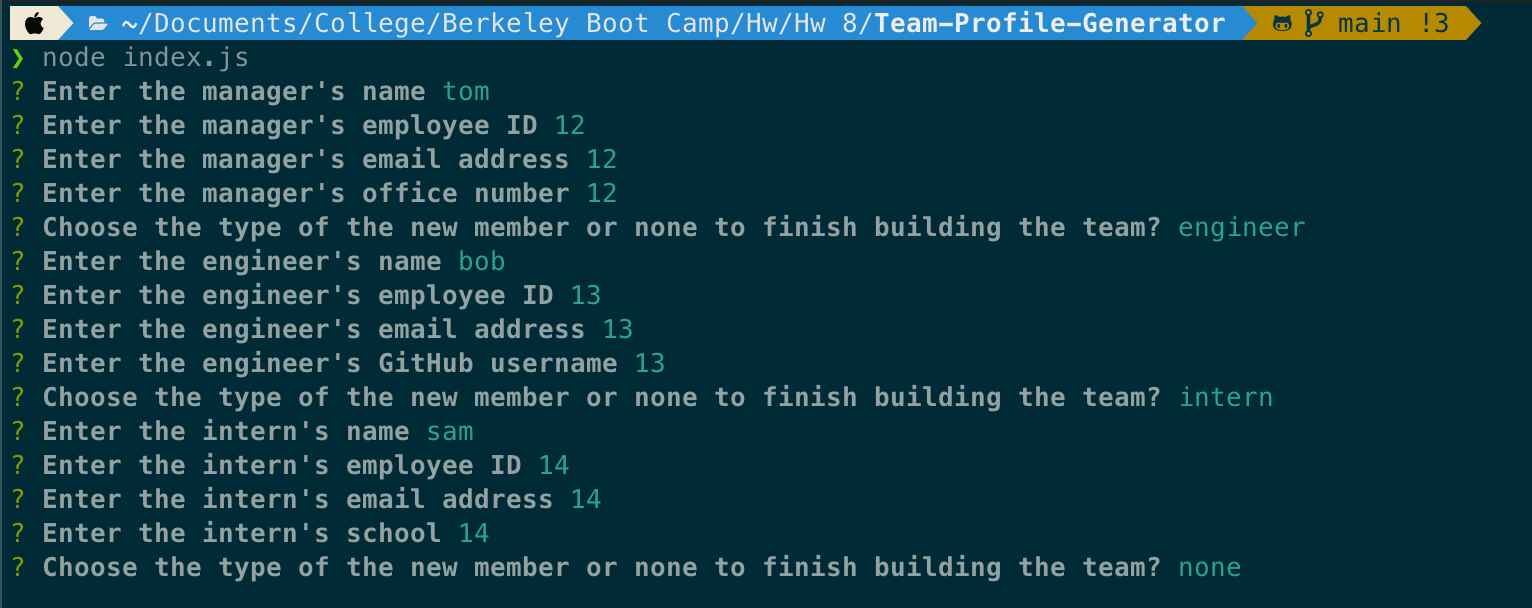 ~/Documents/College/Berkeley Boot Camp/Hw/Hw 8/Team-Profile-Generator main !3
❯ node index.js
? Enter the manager's name tom
? Enter the manager's employee ID 12
? Enter the manager's email address 12
? Enter the manager's office number 12
? Choose the type of the new member or none to finish building the team? engineer
? Enter the engineer's name bob
? Enter the engineer's employee ID 13
? Enter the engineer's email address 13
? Enter the engineer's GitHub username 13
? Choose the type of the new member or none to finish building the team? intern
? Enter the intern's name sam
? Enter the intern's employee ID 14
? Enter the intern's email address 14
? Enter the intern's school 14
? Choose the type of the new member or none to finish building the team? none